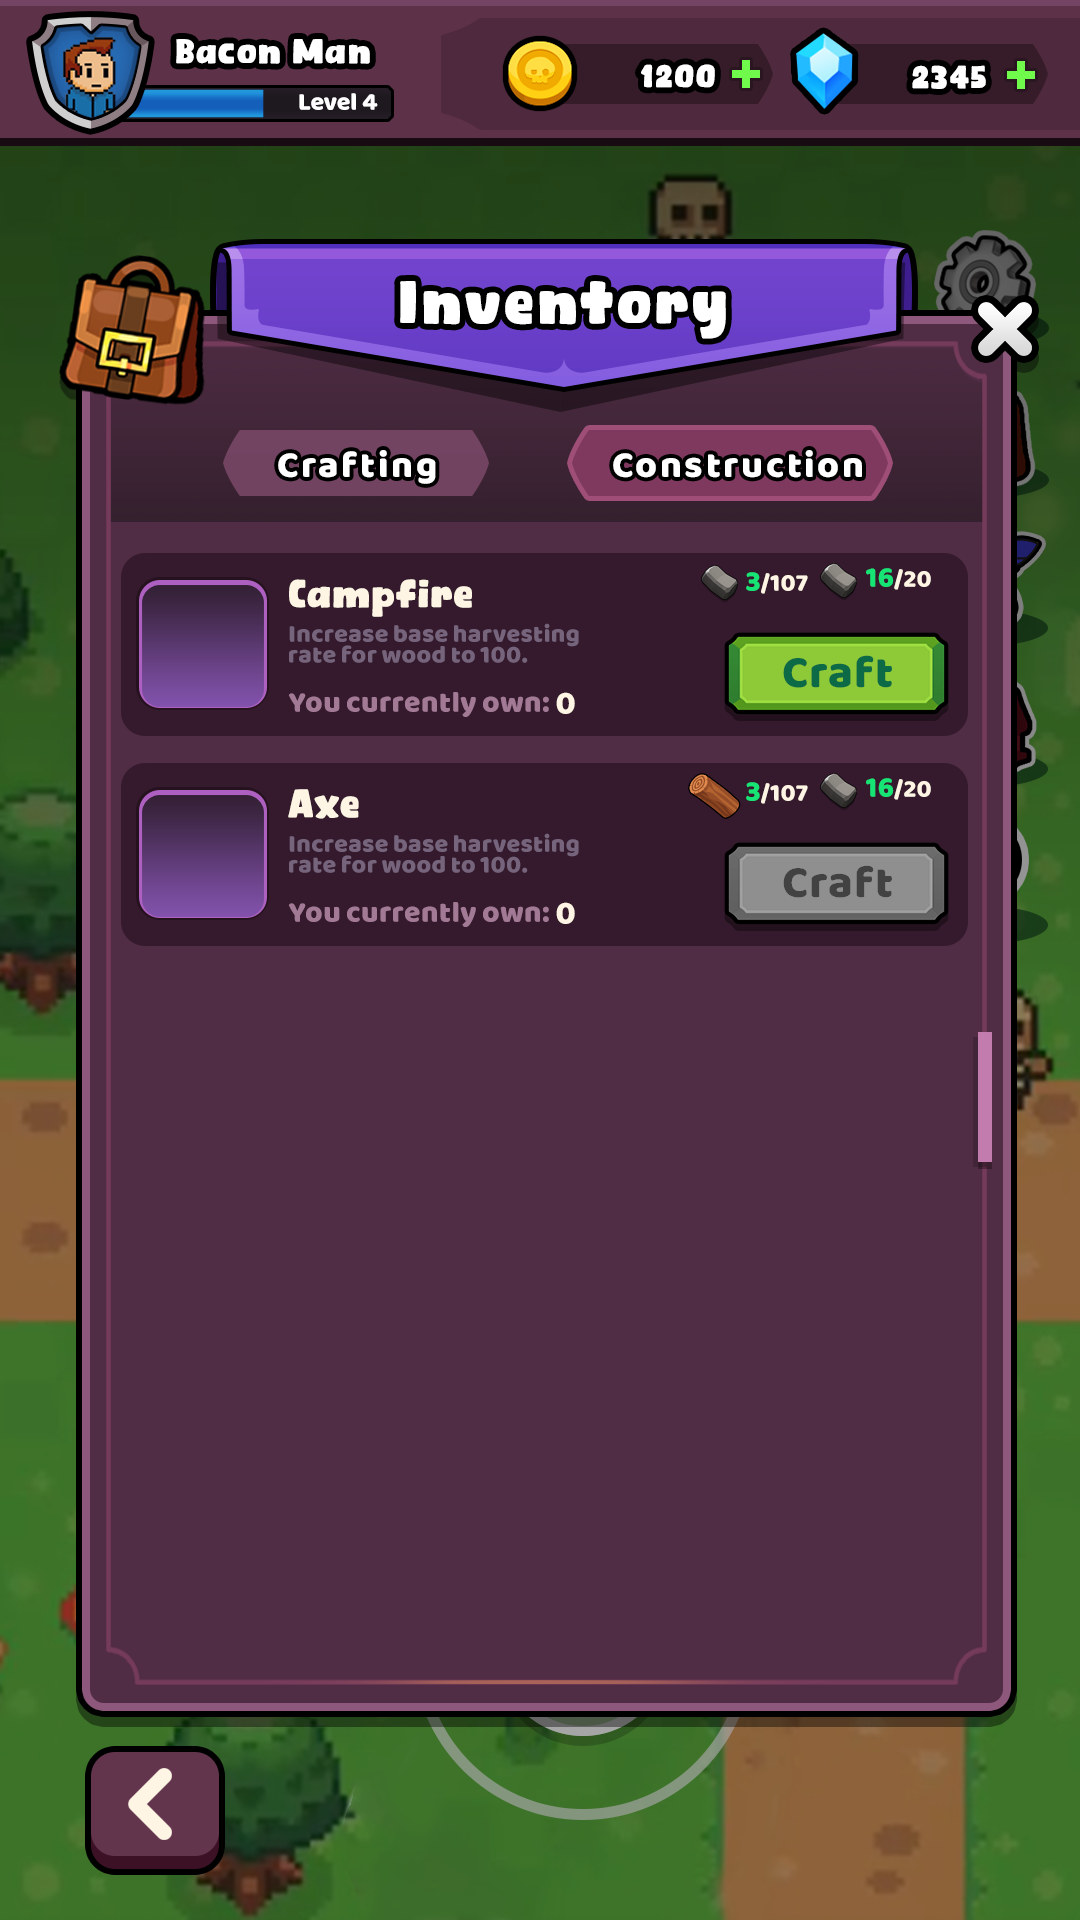 Bacon Man
Level 4
1200
2345
Inventory
Crafting
Construction
Campfire
3/107
16/20
Increase base harvesting
rate for wood to 100.
You currently own: 0
Craft
Axe
3/107
16/20
Increase base harvesting
rate for wood to 100.
You currently own: 0
Craft